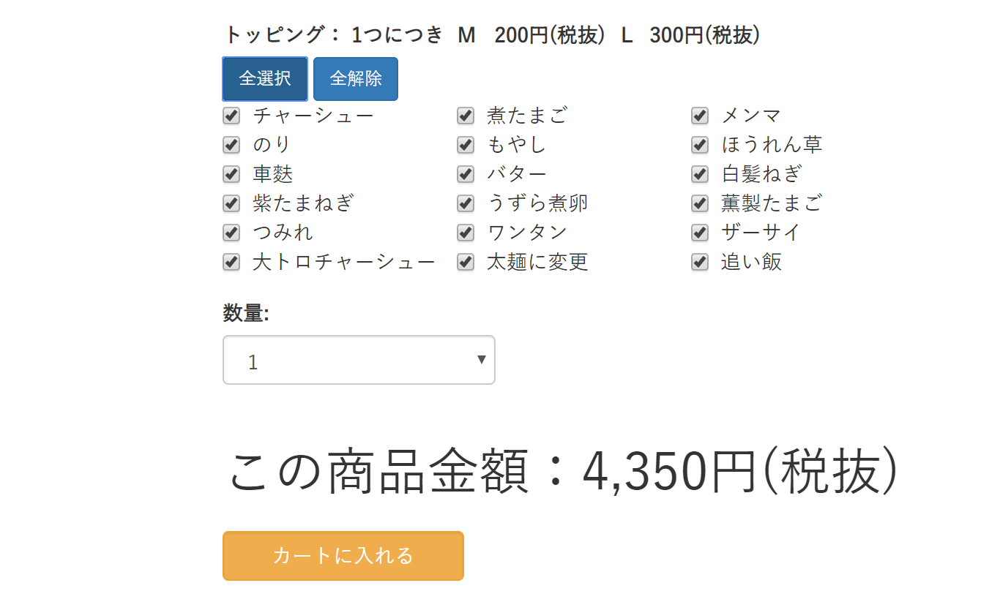 トッピング： 1つにつき M 200円(税抜) L 300円(税抜)
全選択 全解除
チャーシュー 煮たまご メンマ
のり もやし ほうれん草
車麩 バター 白髪ねぎ
紫たまねぎ うずら煮卵 薫製たまご
つみれ ワンタン ザーサイ
大トロチャーシュー 太麺に変更 追い飯
数量:
1
この商品金額：4,350円(税抜)
カートに入れる